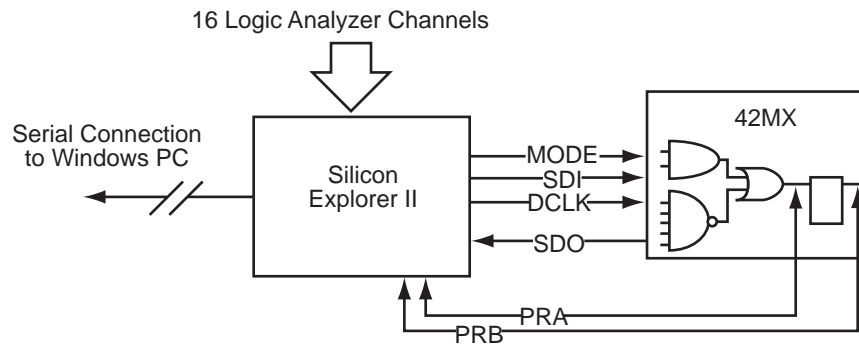 16 Logic Analyzer Channels
Serial Connection
to Windows PC
Silicon
Explorer II
MODE
SDI
DCLK
SDO
42MX
PRA
PRB